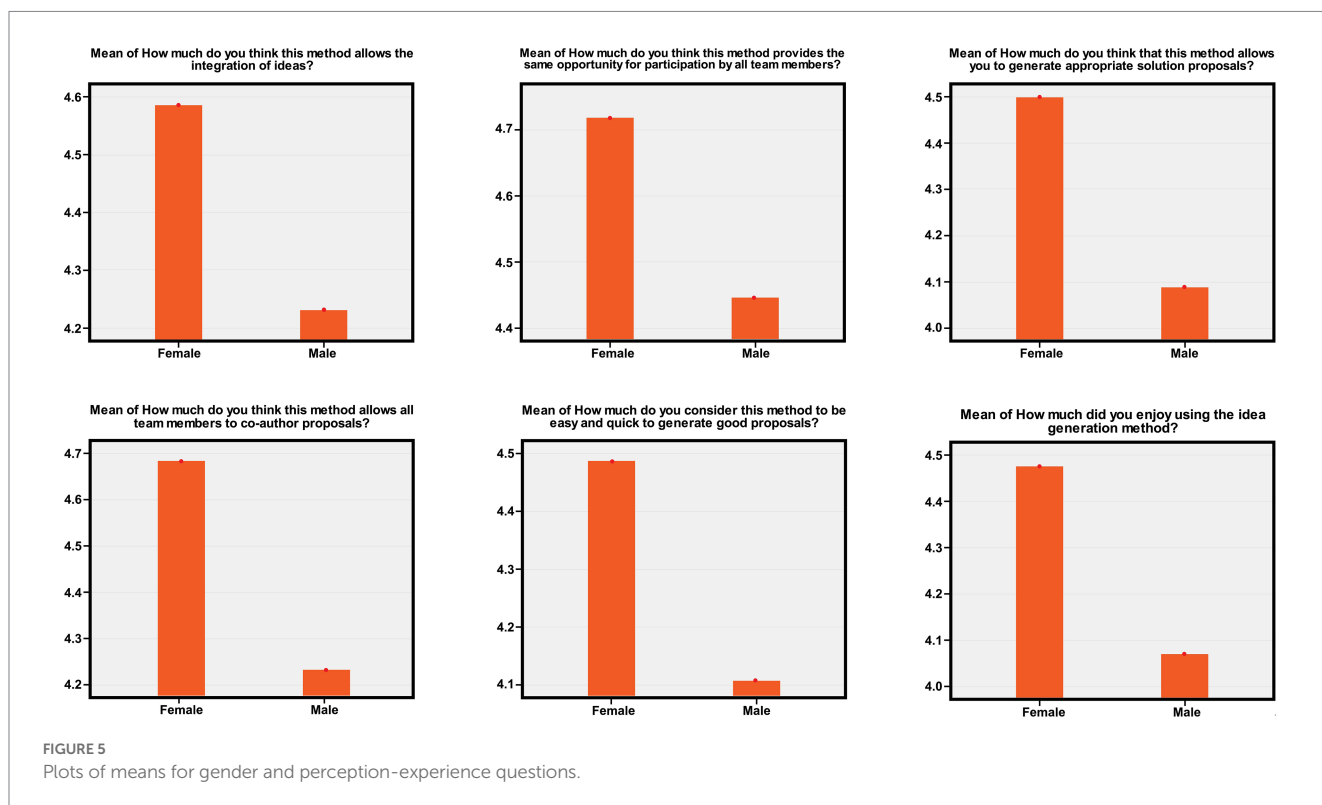 Mean of How much do you think this method allows the
integration of ideas?
4.6
4.5
4.4
4.3
4.2
Female Male
Mean of How much do you think this method provides the
same opportunity for participation by all team members?
4.7
4.6
4.5
4.4
Female Male
Mean of How much do you think that this method allows
you to generate appropriate solution proposals?
4.5
4.4
4.3
4.2
4.1
4.0
Female Male
Mean of How much do you think this method allows all
team members to co-author proposals?
4.7
4.6
4.5
4.4
4.3
4.2
Female Male
Mean of How much do you consider this method to be
easy and quick to generate good proposals?
4.5
4.4
4.3
4.2
4.1
Female Male
Mean of How much did you enjoy using the idea
generation method?
4.5
4.4
4.3
4.2
4.1
4.0
Female Male
FIGURE 5
Plots of means for gender and perception-experience questions.